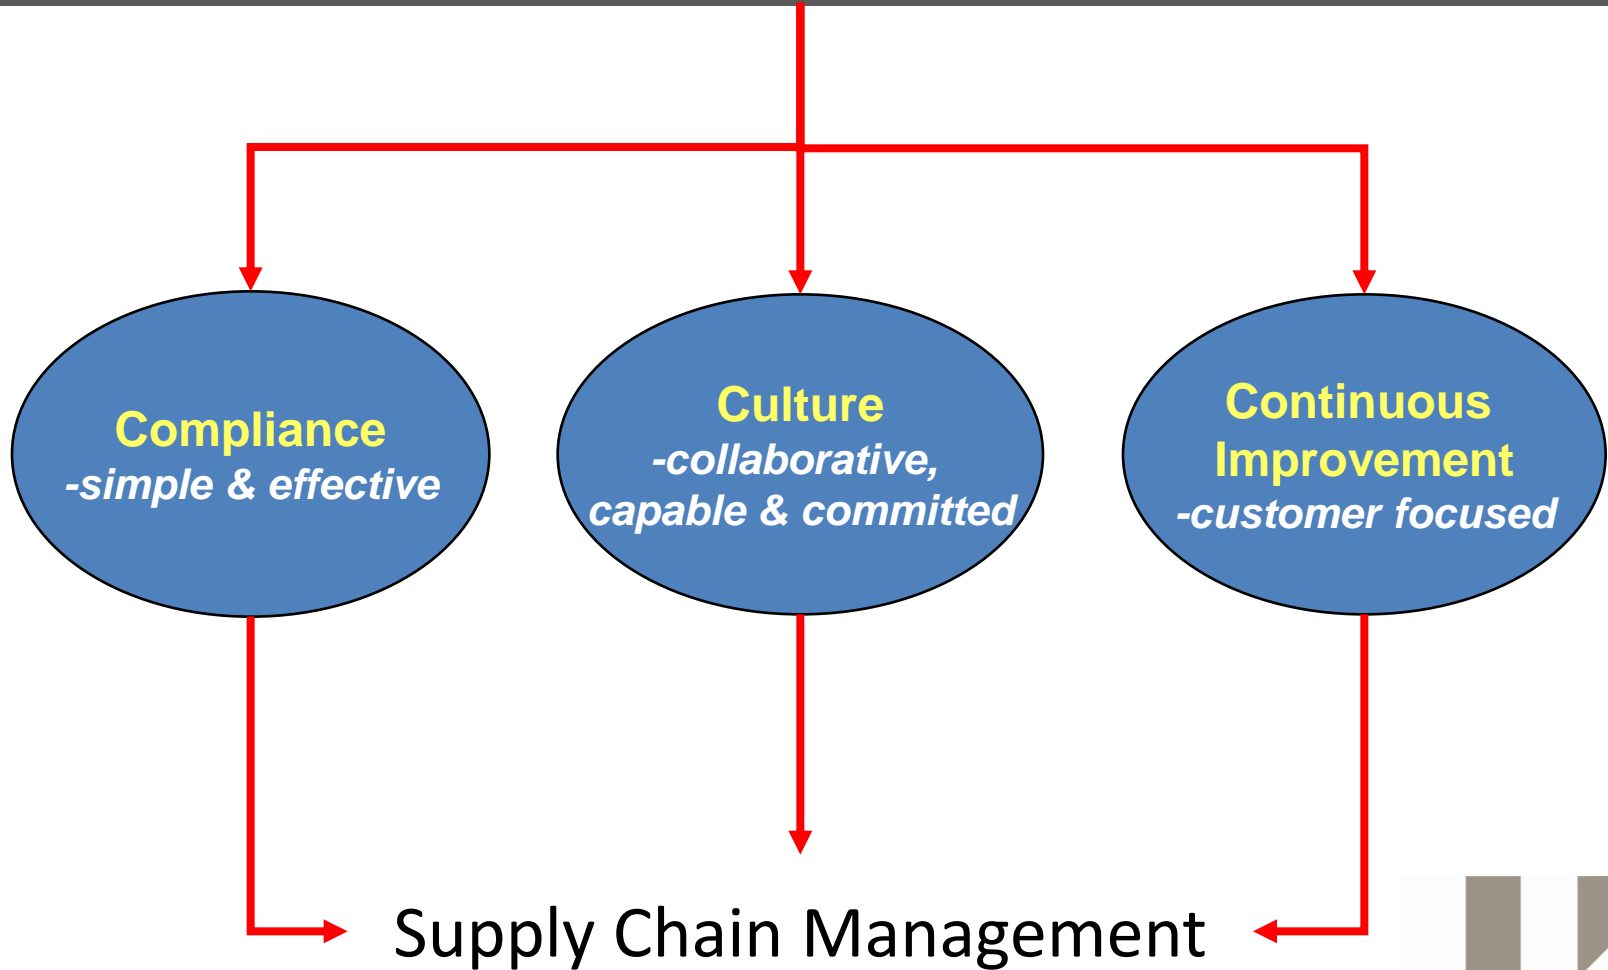 Compliance
-simple & effective
Culture
-collaborative,
capable & committed
Continuous
Improvement
-customer focused
Supply Chain Management